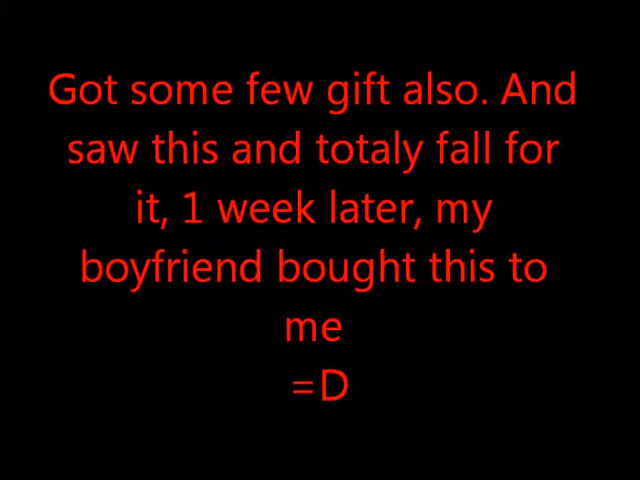 Got some few gift also. And
saw this and totaly fall for
it, 1 week later, my
boyfriend bought this to
me
=D